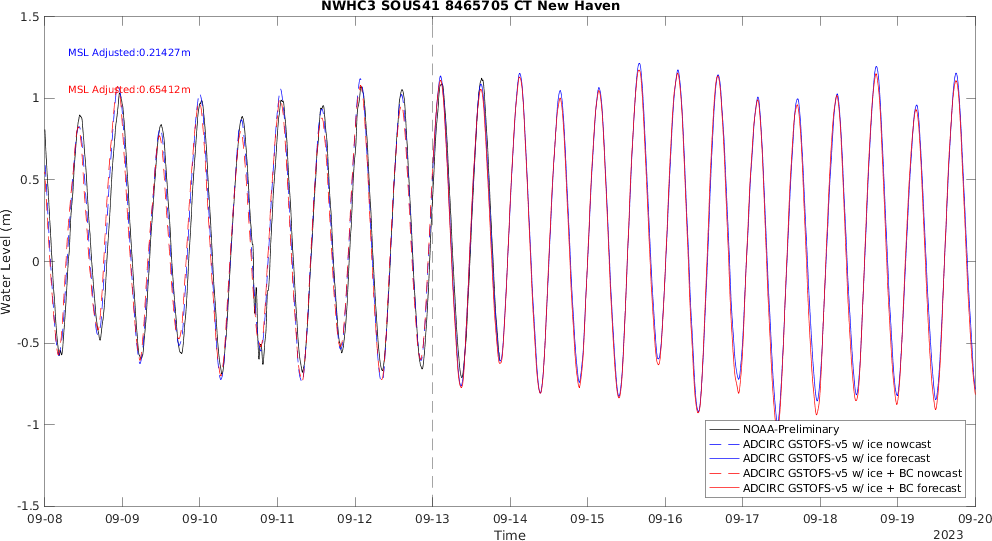 NWHC3 SOUS41 8465705 CT New Haven
MSL Adjusted:0.21427m
MSL Adjusted:0.65412m
1.5
1
0.5
0
-0.5
-1
-1.5
Water Level (m)
NOAA-Preliminary
ADCIRC GSTOFS-v5 w/ ice nowcast
ADCIRC GSTOFS-v5 w/ ice forecast
ADCIRC GSTOFS-v5 w/ ice + BC nowcast
ADCIRC GSTOFS-v5 w/ ice + BC forecast
09-08 09-09 09-10 09-11 09-12 09-13 09-14 09-15 09-16 09-17 09-18 09-19 09-20
Time
2023